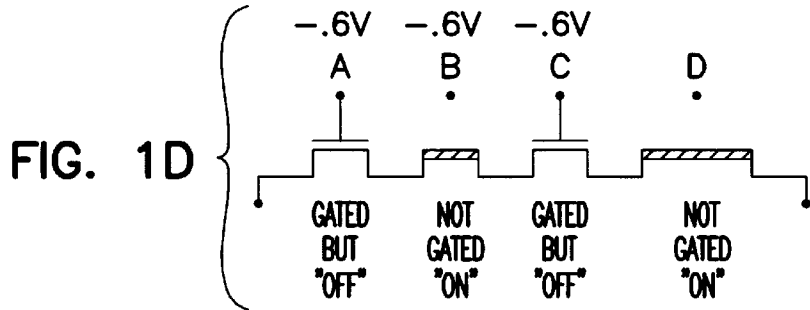 -.6V -.6V -.6V
A B C D
FIG. 1D
GATED NOT GATED NOT
BUT GATED BUT GATED
"OFF" "ON" "OFF" "ON"